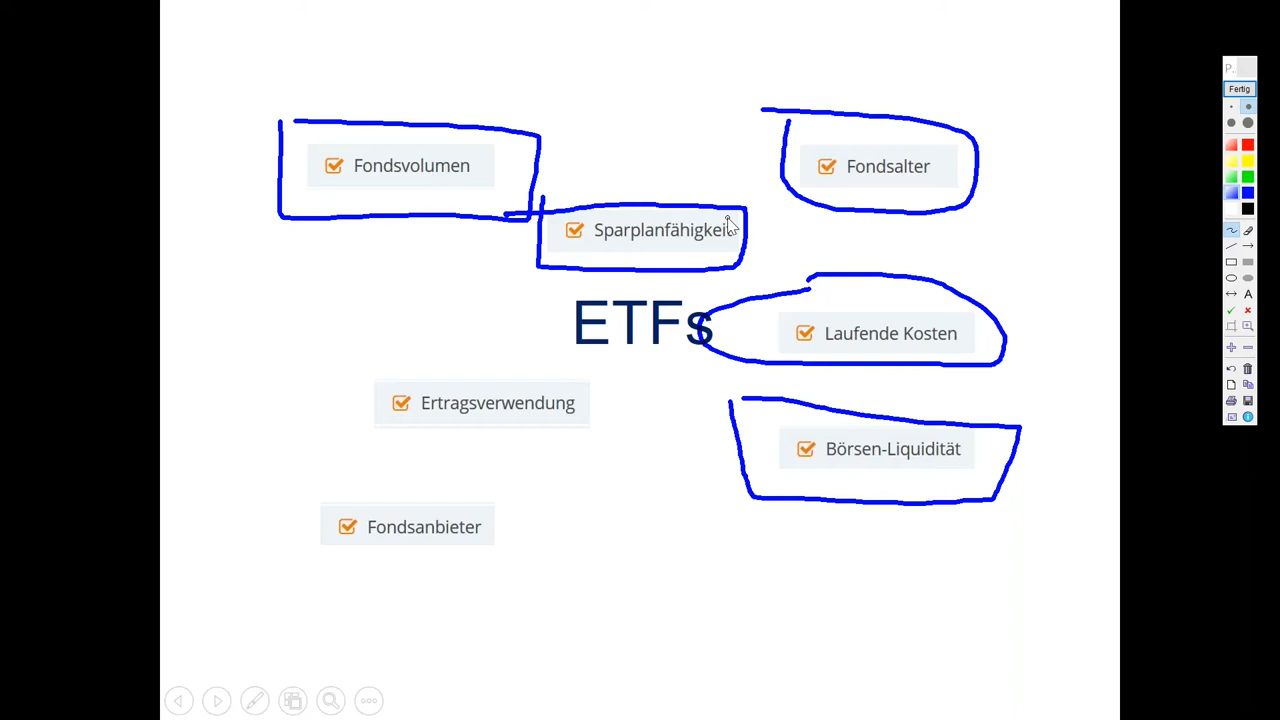 P..
Fertig
Fondsvolumen
Fondsalter
Sparplanfähigkeit
ETFs
Laufende Kosten
Ertragsverwendung
Börsen-Liquidität
Fondsanbieter
A